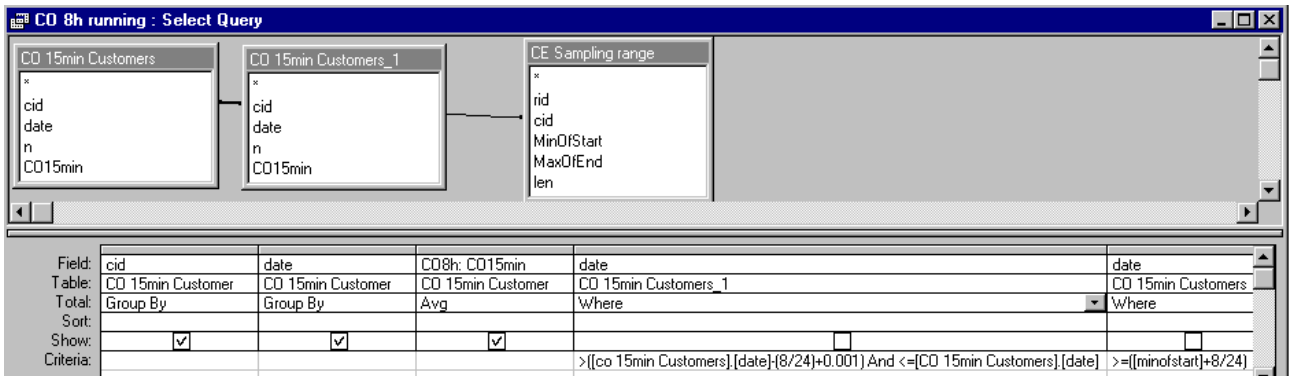 CO 8h running : Select Query
CO 15min Customers CO 15min Customers_1 CE Sampling range
* * *
cid cid rid
date date cid
n n MinOfStart
CO15min CO15min MaxOfEnd
len
Field: cid date CO8h: CO15min date date
Table: CO 15min Customer CO 15min Customer CO 15min Customer CO 15min Customers_1 CO 15min Customers
Total: Group By Group By Avg Where Where
Sort:
Show:
Criteria: >([co 15min Customers].[date]-(8/24)+0.001) And <=[CO 15min Customers].[date] >=([minofstart]+8/24)